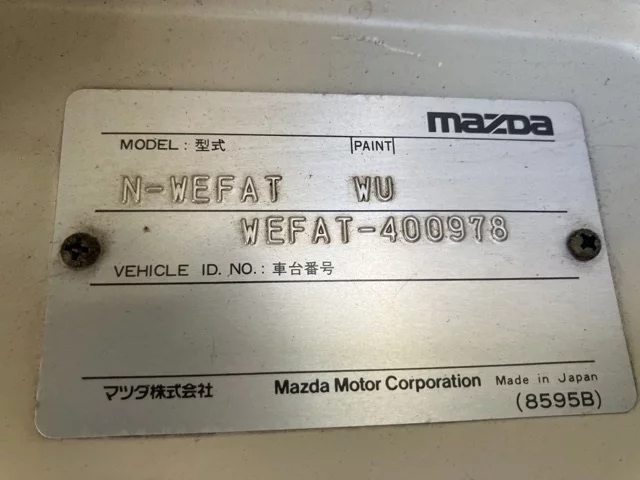 mazda
MODEL : 型式 PAINT
N-WEFAT WU
WEFAT-400978
VEHICLE ID. NO. : 車台番号
マツダ株式会社 Mazda Motor Corporation Made in Japan
(8595B)